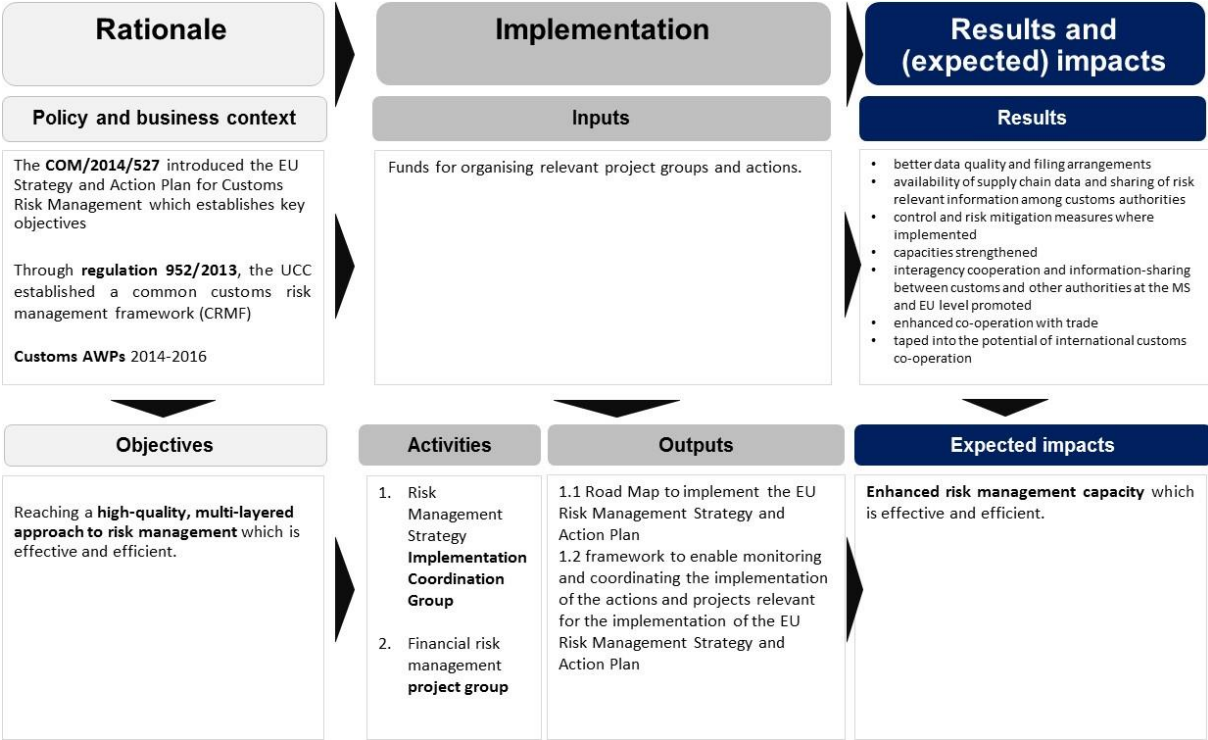 Rationale
Implementation
Results and
(expected) impacts
Policy and business context
Inputs
Results
The COM/2014/527 introduced the EU
Strategy and Action Plan for Customs
Risk Management which establishes key
objectives
Through regulation 952/2013, the UCC
established a common customs risk
management framework (CRMF)
Customs AWPs 2014-2016
Funds for organising relevant project groups and actions.
• better data quality and filing arrangements
• availability of supply chain data and sharing of risk
relevant information among customs authorities
• control and risk mitigation measures where
implemented
• capacities strengthened
• interagency cooperation and information-sharing
between customs and other authorities at the MS
and EU level promoted
• enhanced co-operation with trade
• taped into the potential of international customs
co-operation
Objectives
Activities
Outputs
Expected impacts
Reaching a high-quality, multi-layered
approach to risk management which is
effective and efficient.
1. Risk
Management
Strategy
Implementation
Coordination
Group
2. Financial risk
management
project group
1.1 Road Map to implement the EU
Risk Management Strategy and
Action Plan
1.2 framework to enable monitoring
and coordinating the implementation
of the actions and projects relevant
for the implementation of the EU
Risk Management Strategy and
Action Plan
Enhanced risk management capacity which
is effective and efficient.